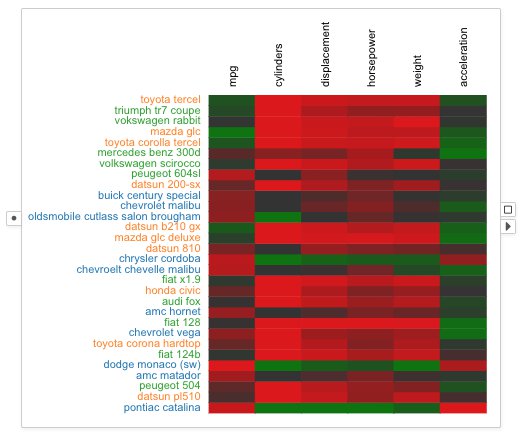 mpg
cylinders
displacement
horsepower
weight
acceleration
toyota tercel
triumph tr7 coupe
vokswagen rabbit
mazda glc
toyota corolla tercel
mercedes benz 300d
volkswagen scirocco
peugeot 604sl
datsun 200-sx
buick century special
chevrolet malibu
oldsmobile cutlass salon brougham
datsun b210 gx
mazda glc deluxe
datsun 810
chrysler cordoba
chevroelt chevelle malibu
fiat x1.9
honda civic
audi fox
amc hornet
fiat 128
chevrolet vega
toyota corona hardtop
fiat 124b
dodge monaco (sw)
amc matador
peugeot 504
datsun pl510
pontiac catalina